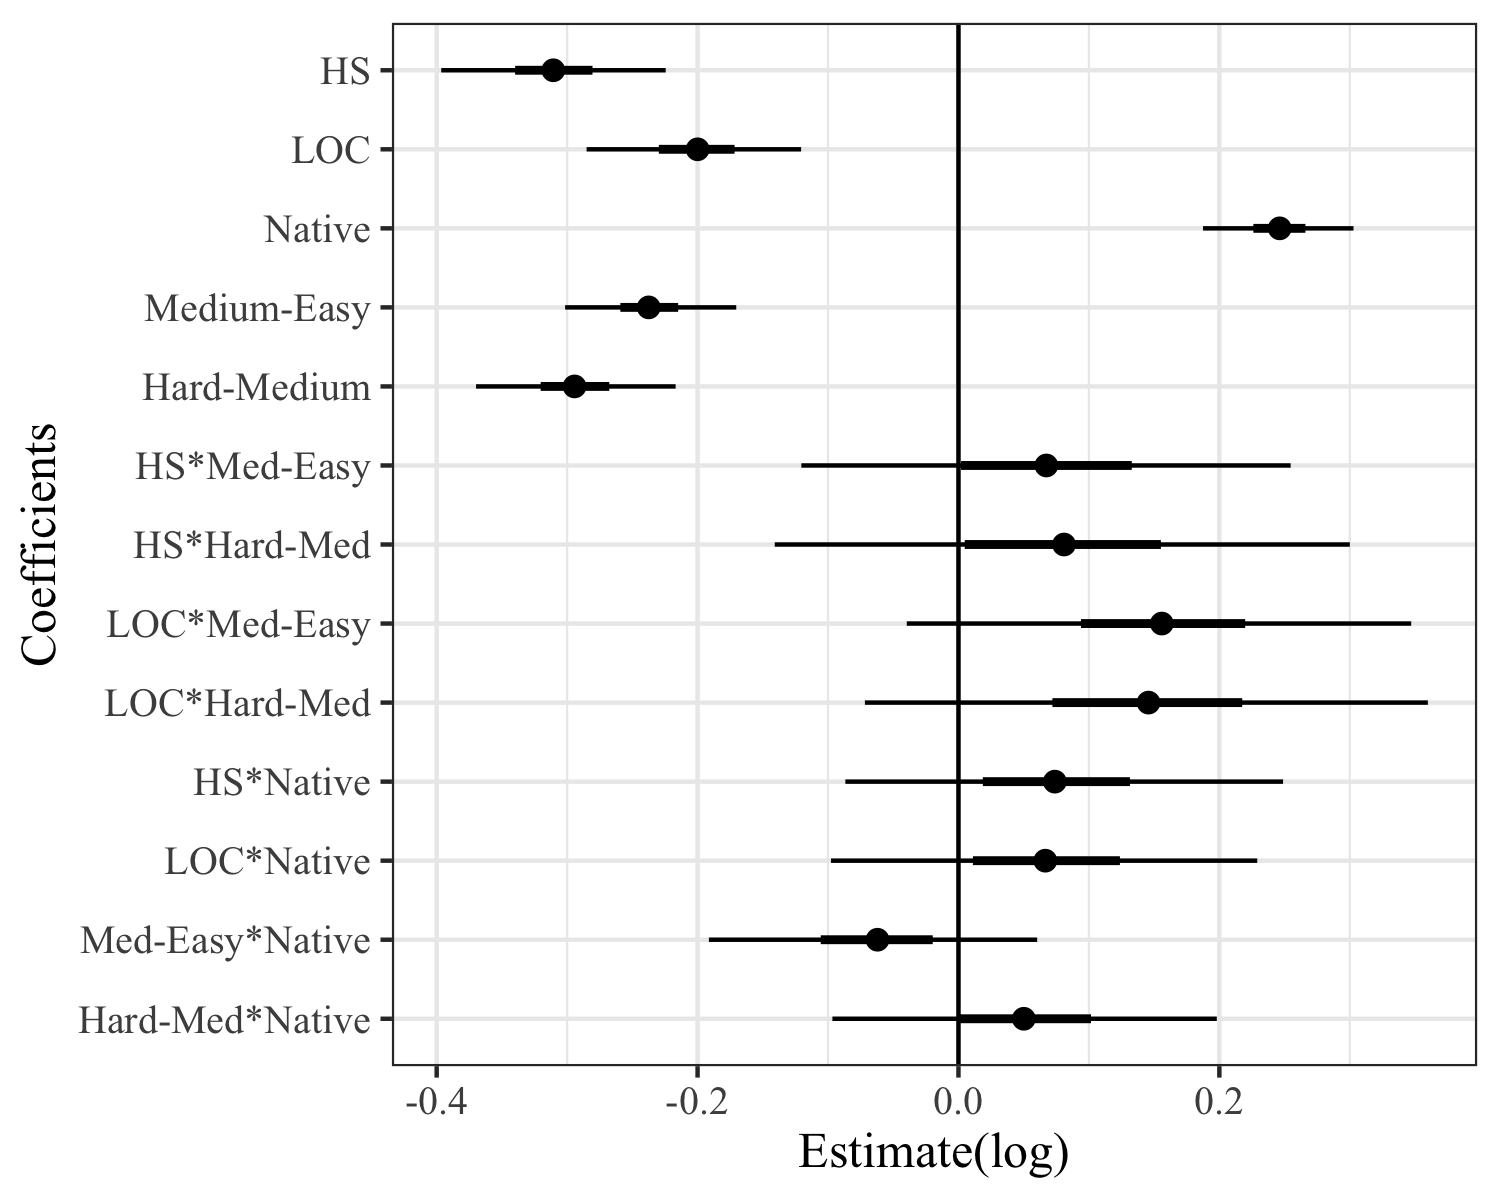 HS
LOC
Native
Medium-Easy
Hard-Medium
HS*Med-Easy
HS*Hard-Med
LOC*Med-Easy
LOC*Hard-Med
HS*Native
LOC*Native
Med-Easy*Native
Hard-Med*Native
Coefficients
-0.4 -0.2 0.0 0.2
Estimate(log)